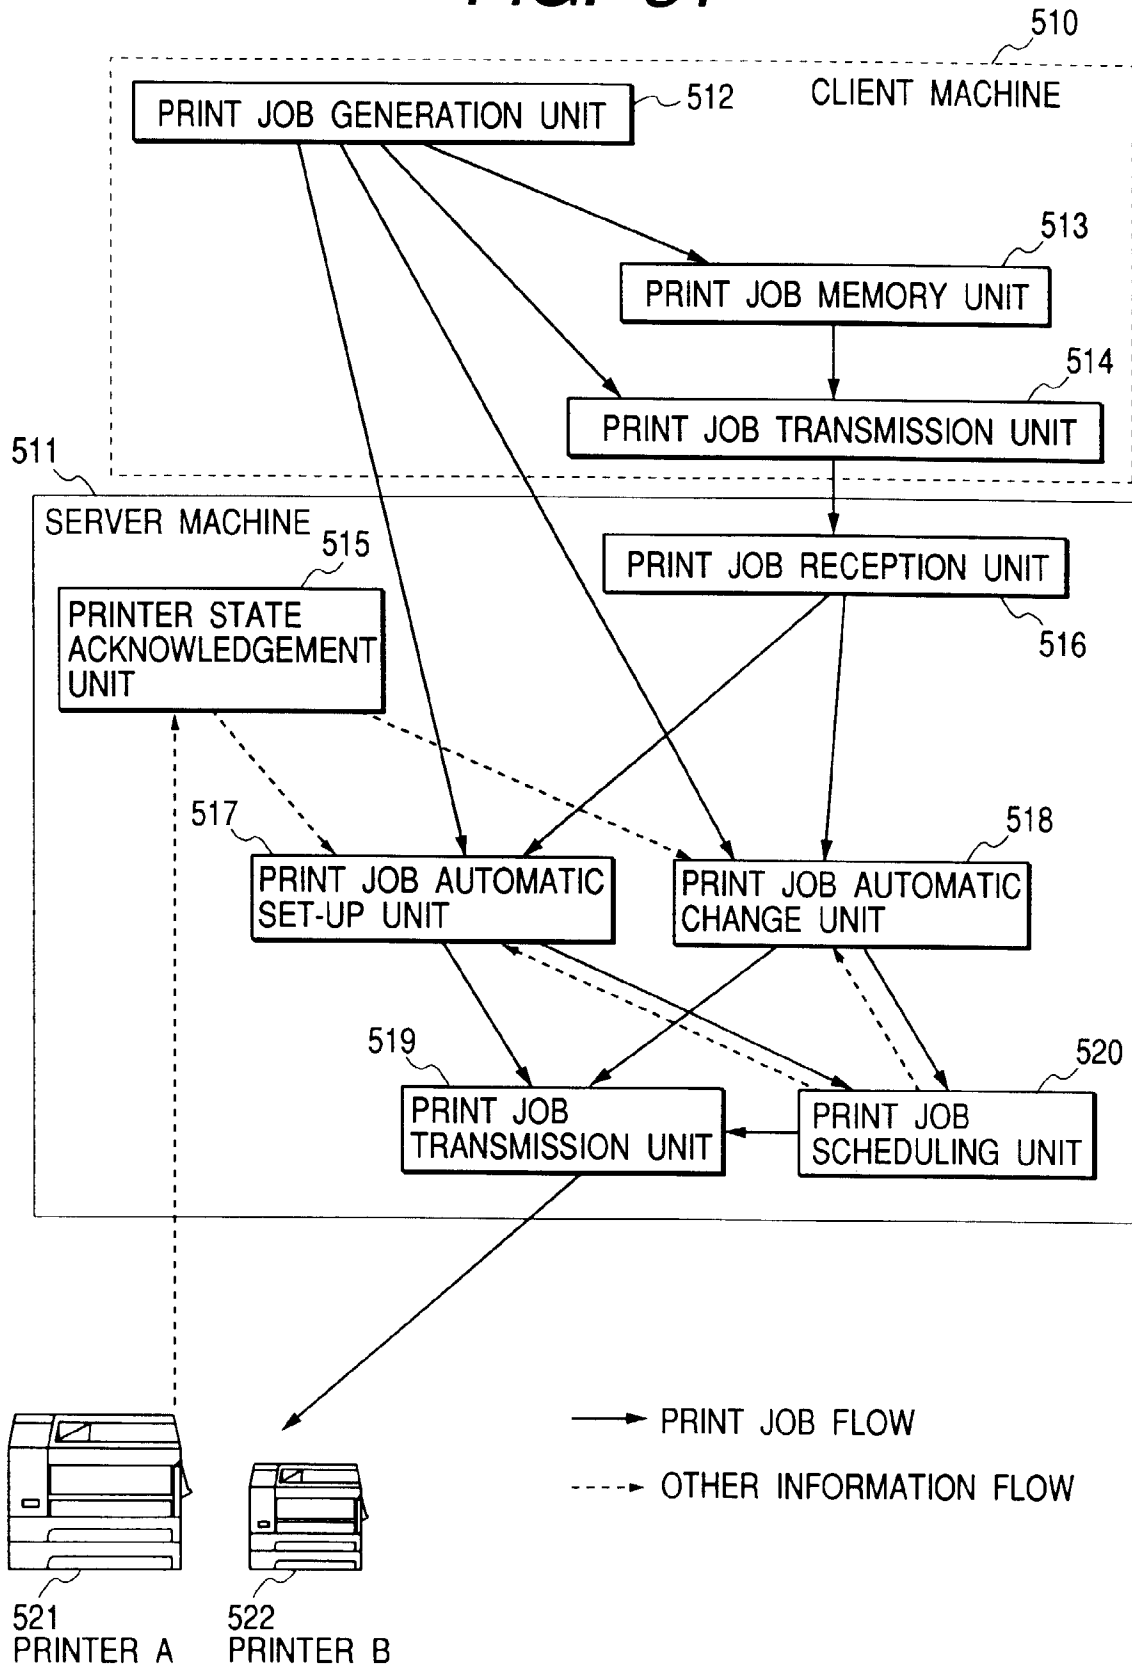 510
CLIENT MACHINE
PRINT JOB GENERATION UNIT
512
513
PRINT JOB MEMORY UNIT
514
PRINT JOB TRANSMISSION UNIT
511
SERVER MACHINE
515
PRINT JOB RECEPTION UNIT
516
PRINTER STATE
ACKNOWLEDGEMENT
UNIT
517
518
PRINT JOB AUTOMATIC
SET-UP UNIT
PRINT JOB AUTOMATIC
CHANGE UNIT
519
520
PRINT JOB
TRANSMISSION UNIT
PRINT JOB
SCHEDULING UNIT
PRINT JOB FLOW
OTHER INFORMATION FLOW
521
PRINTER A
522
PRINTER B